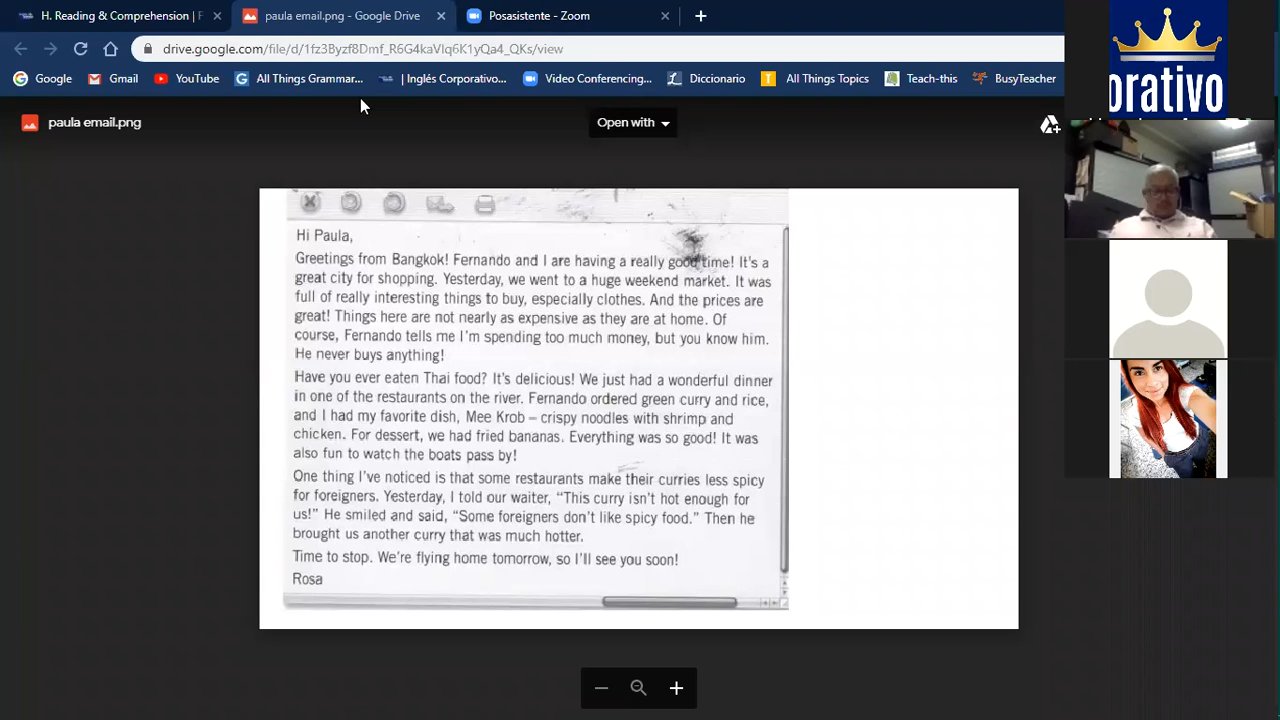 H. Reading & Comprehension | F
paula email.png - Google Drive
Posasistente - Zoom
drive.google.com/file/d/1fz3Byzf8Dmf_R6G4kaVIq6K1yQa4_QKs/view
Google
Gmail
YouTube
All Things Grammar...
| Inglés Corporativo...
Video Conferencing...
Diccionario
All Things Topics
Teach-this
BusyTeacher
orativo
paula email.png
Open with
Hi Paula,
Greetings from Bangkok! Fernando and I are having a really good time! It's a
great city for shopping. Yesterday, we went to a huge weekend market. It was
full of really interesting things to buy, especially clothes. And the prices are
great! Things here are not nearly as expensive as they are at home. Of
course, Fernando tells me I'm spending too much money, but you know him.
He never buys anything!
Have you ever eaten Thai food? It's delicious! We just had a wonderful dinner
in one of the restaurants on the river. Fernando ordered green curry and rice,
and I had my favorite dish, Mee Krob – crispy noodles with shrimp and
chicken. For dessert, we had fried bananas. Everything was so good! It was
also fun to watch the boats pass by!
One thing I've noticed is that some restaurants make their curries less spicy
for foreigners. Yesterday, I told our waiter, "This curry isn't hot enough for
us!" He smiled and said, "Some foreigners don't like spicy food." Then he
brought us another curry that was much hotter.
Time to stop. We're flying home tomorrow, so I'll see you soon!
Rosa